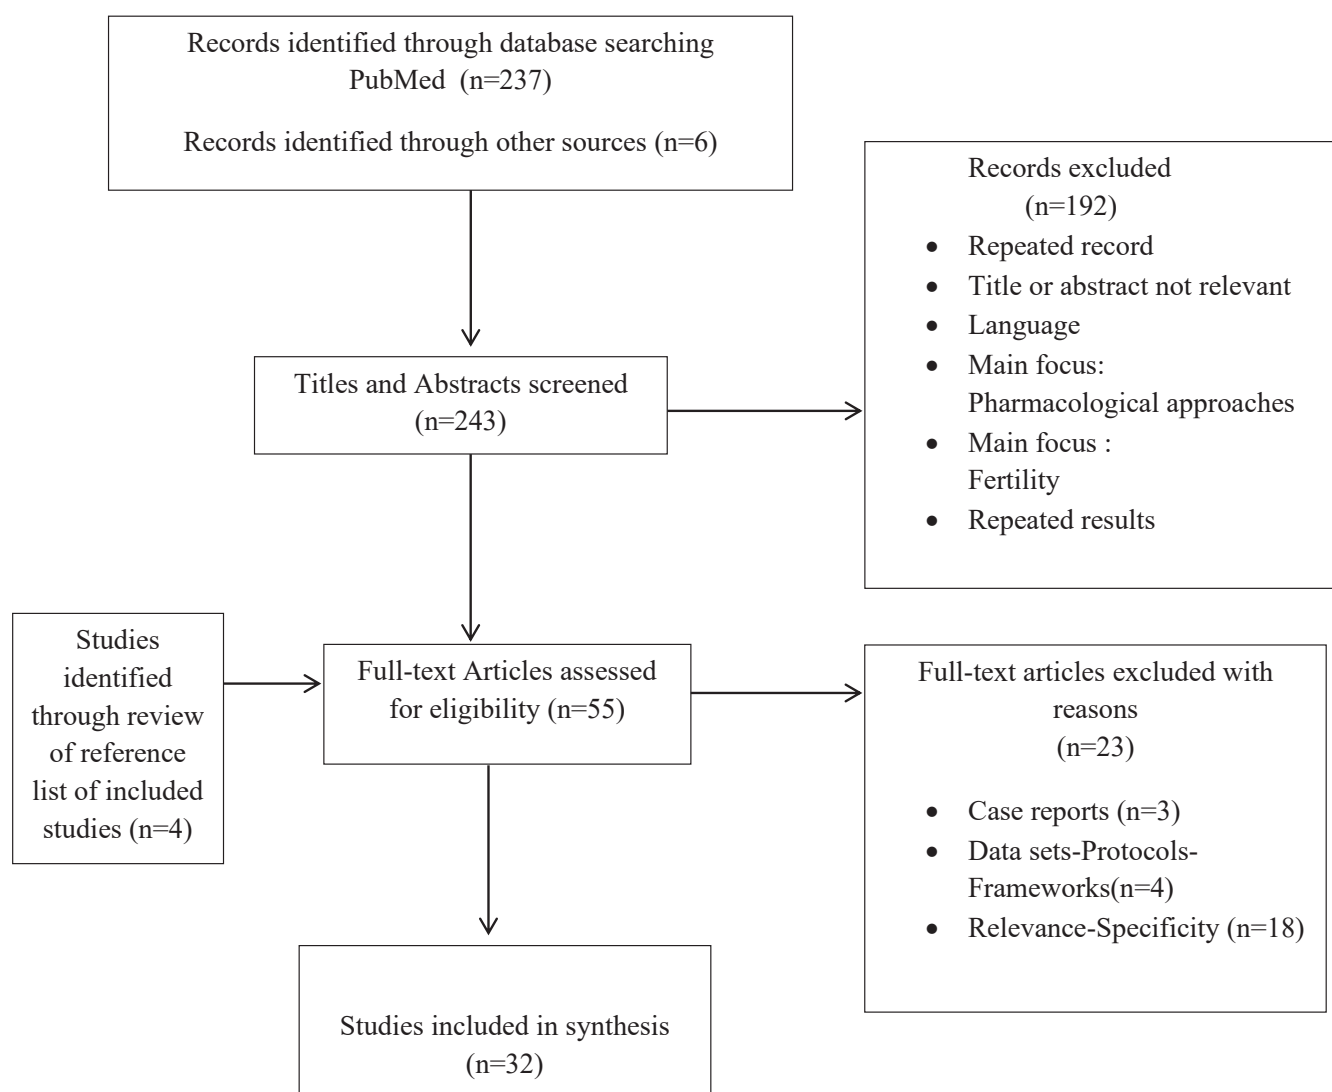 Records identified through database searching
PubMed (n=237)
Records identified through other sources (n=6)
Records excluded
(n=192)
• Repeated record
• Title or abstract not relevant
• Language
• Main focus:
Pharmacological approaches
• Main focus :
Fertility
• Repeated results
Titles and Abstracts screened
(n=243)
Studies
identified
through review
of reference
list of included
studies (n=4)
Full-text Articles assessed
for eligibility (n=55)
Full-text articles excluded with
reasons
(n=23)
• Case reports (n=3)
• Data sets-Protocols-
Frameworks(n=4)
• Relevance-Specificity (n=18)
Studies included in synthesis
(n=32)